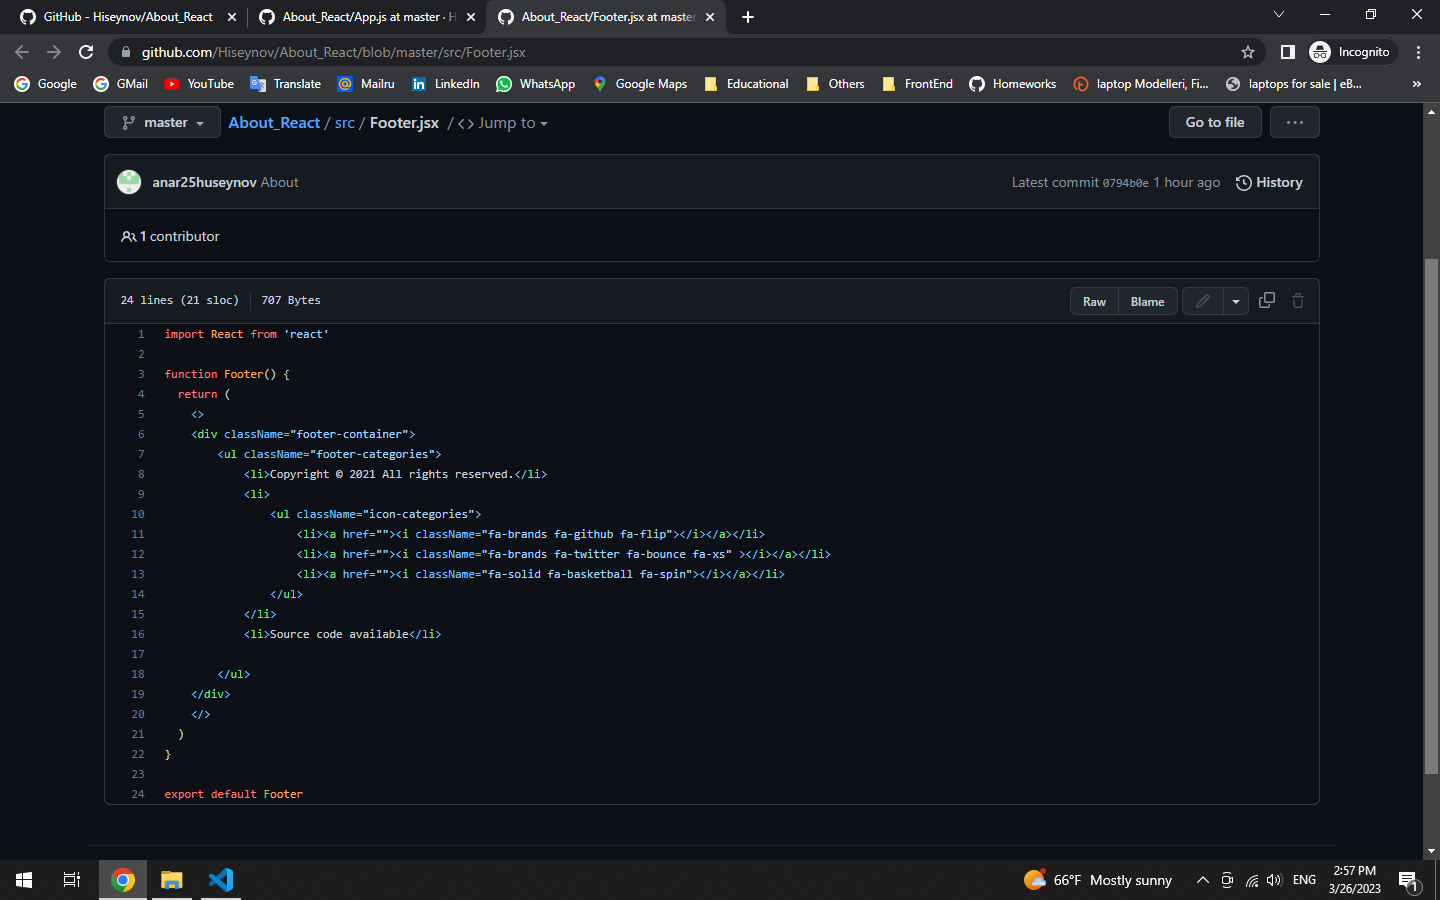 GitHub - Hiseynov/About_React
About_React/App.js at master · H
About_React/Footer.jsx at master
github.com/Hiseynov/About_React/blob/master/src/Footer.jsx
Incognito
Google
GMail
YouTube
Translate
Mailru
LinkedIn
WhatsApp
Google Maps
Educational
Others
FrontEnd
Homeworks
laptop Modelleri, Fi...
laptops for sale | eB...
»
master
About_React / src / Footer.jsx / <> Jump to
Go to file
...
anar25huseynov About
Latest commit 0794b0e 1 hour ago
History
1 contributor
24 lines (21 sloc) | 707 Bytes
Raw
Blame
1 import React from 'react'
2
3 function Footer() {
4 return (
5 <>
6 <div className="footer-container">
7 <ul className="footer-categories">
8 <li>Copyright © 2021 All rights reserved.</li>
9 <li>
10 <ul className="icon-categories">
11 <li><a href=""><i className="fa-brands fa-github fa-flip"></i></a></li>
12 <li><a href=""><i className="fa-brands fa-twitter fa-bounce fa-xs" ></i></a></li>
13 <li><a href=""><i className="fa-solid fa-basketball fa-spin"></i></a></li>
14 </ul>
15 </li>
16 <li>Source code available</li>
17
18 </ul>
19 </div>
20 </>
21 )
22 }
23
24 export default Footer
66°F Mostly sunny
ENG
2:57 PM
3/26/2023
1